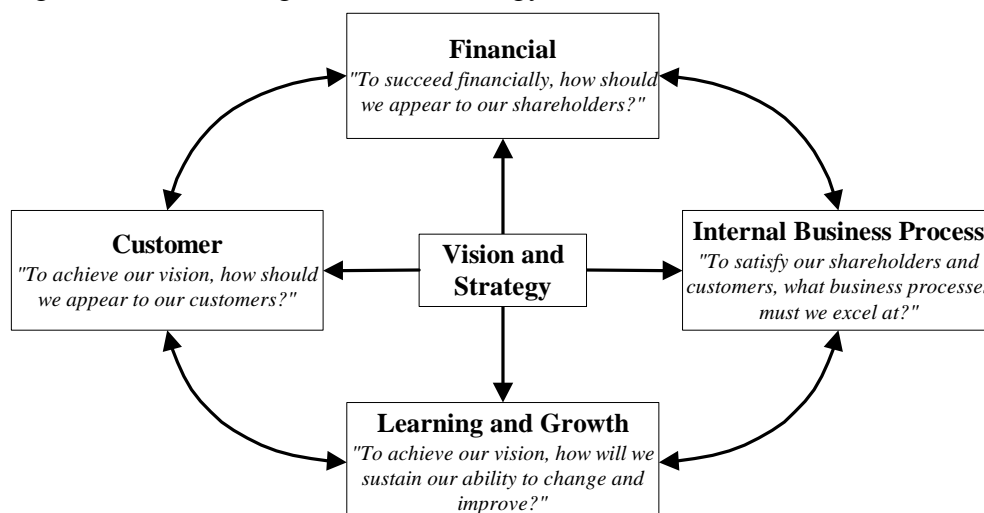 Financial
"To succeed financially, how should
we appear to our shareholders?"
Customer
"To achieve our vision, how should
we appear to our customers?"
Vision and
Strategy
Internal Business Process
"To satisfy our shareholders and
customers, what business processes
must we excel at?"
Learning and Growth
"To achieve our vision, how will we
sustain our ability to change and
improve?"